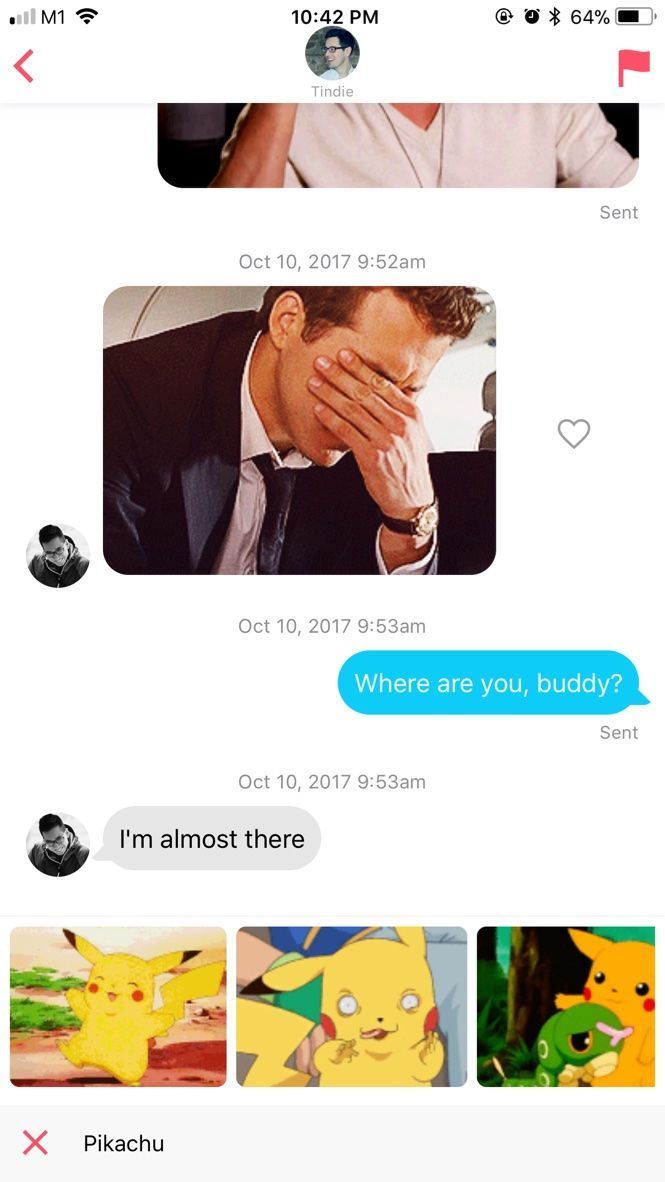 M1 10:42 PM 64%
Tindie
Sent
Oct 10, 2017 9:52am
Oct 10, 2017 9:53am
Where are you, buddy?
Sent
Oct 10, 2017 9:53am
I'm almost there
Pikachu